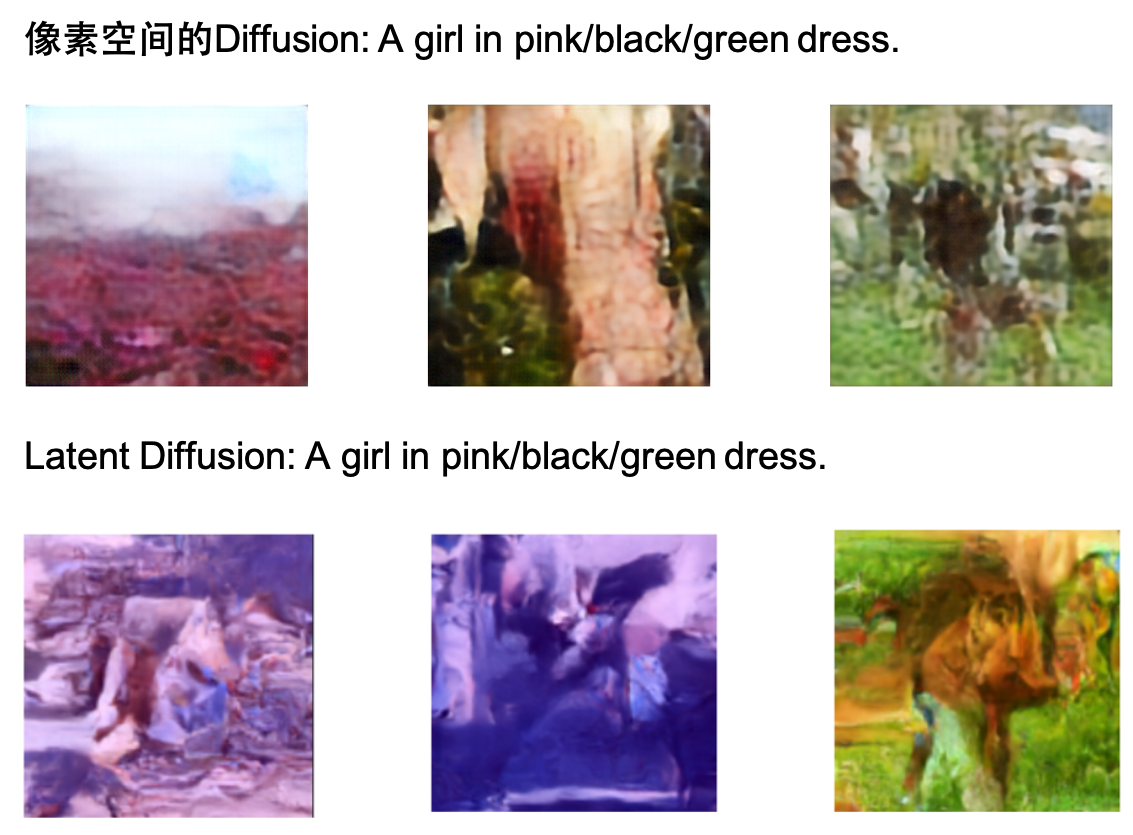 像素空间的Diffusion: A girl in pink/black/green dress.
Latent Diffusion: A girl in pink/black/green dress.